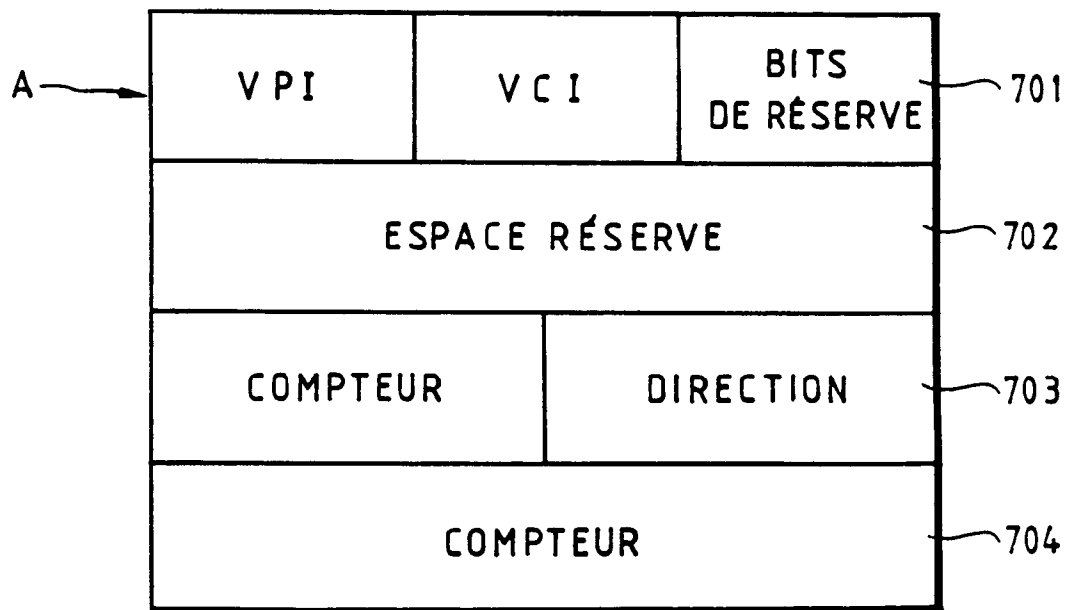 A
VPI
VCI
BITS
DE RÉSERVE
701
ESPACE RÉSERVE
702
COMPTEUR
DIRECTION
703
COMPTEUR
704